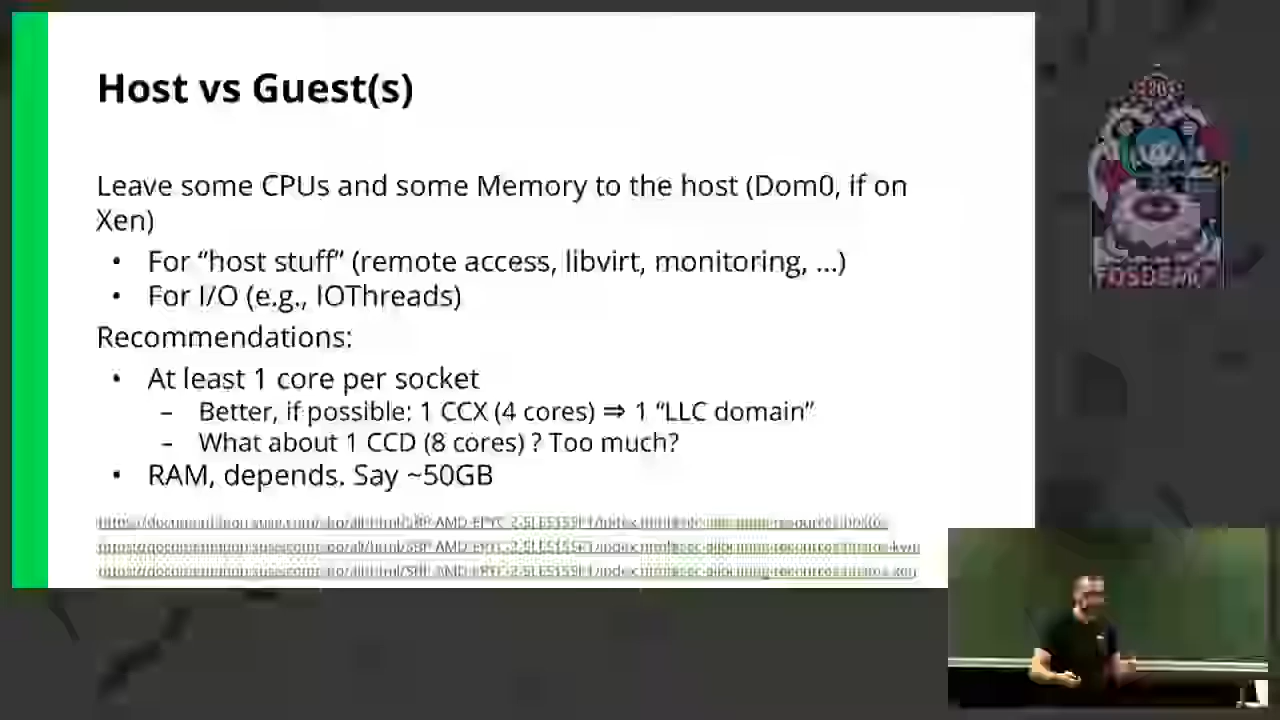 Host vs Guest(s)
Leave some CPUs and some Memory to the host (Dom0, if on
Xen)
• For “host stuff” (remote access, libvirt, monitoring, ...)
• For I/O (e.g., IOThreads)
Recommendations:
• At least 1 core per socket
– Better, if possible: 1 CCX (4 cores) ⇒ 1 “LLC domain”
– What about 1 CCD (8 cores) ? Too much?
• RAM, depends. Say ~50GB